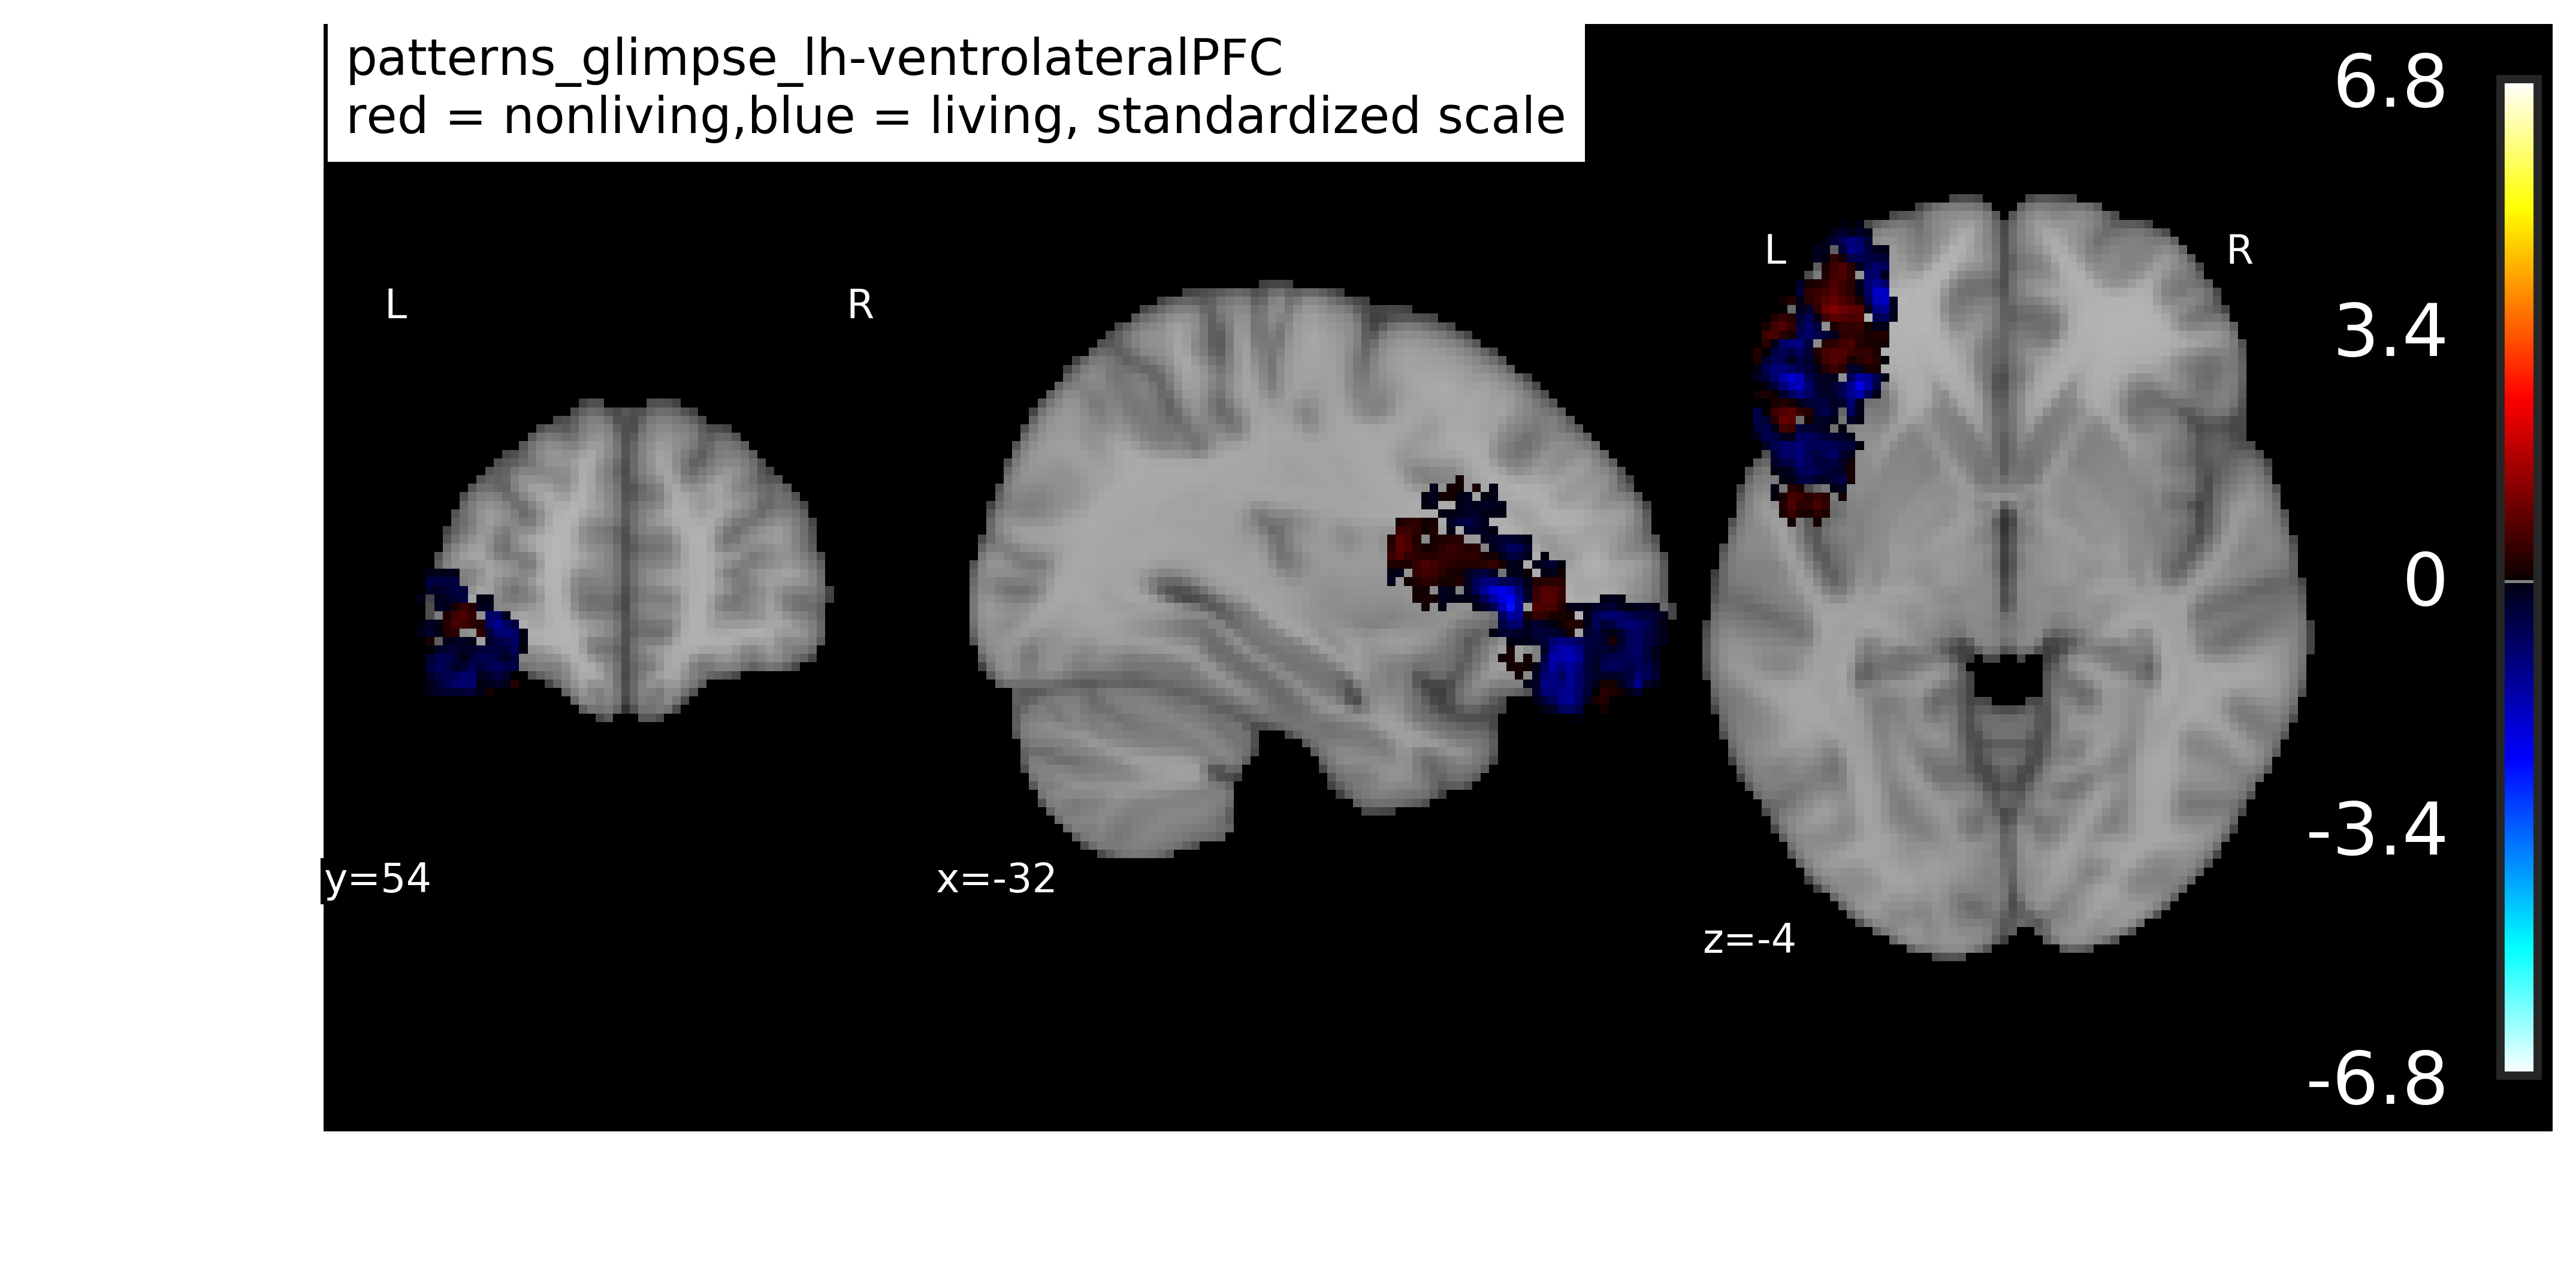 patterns_glimpse_lh-ventrolateralPFC
red = nonliving,blue = living, standardized scale
L R
L R
y=54
x=-32
z=-4
6.8
3.4
0
-3.4
-6.8